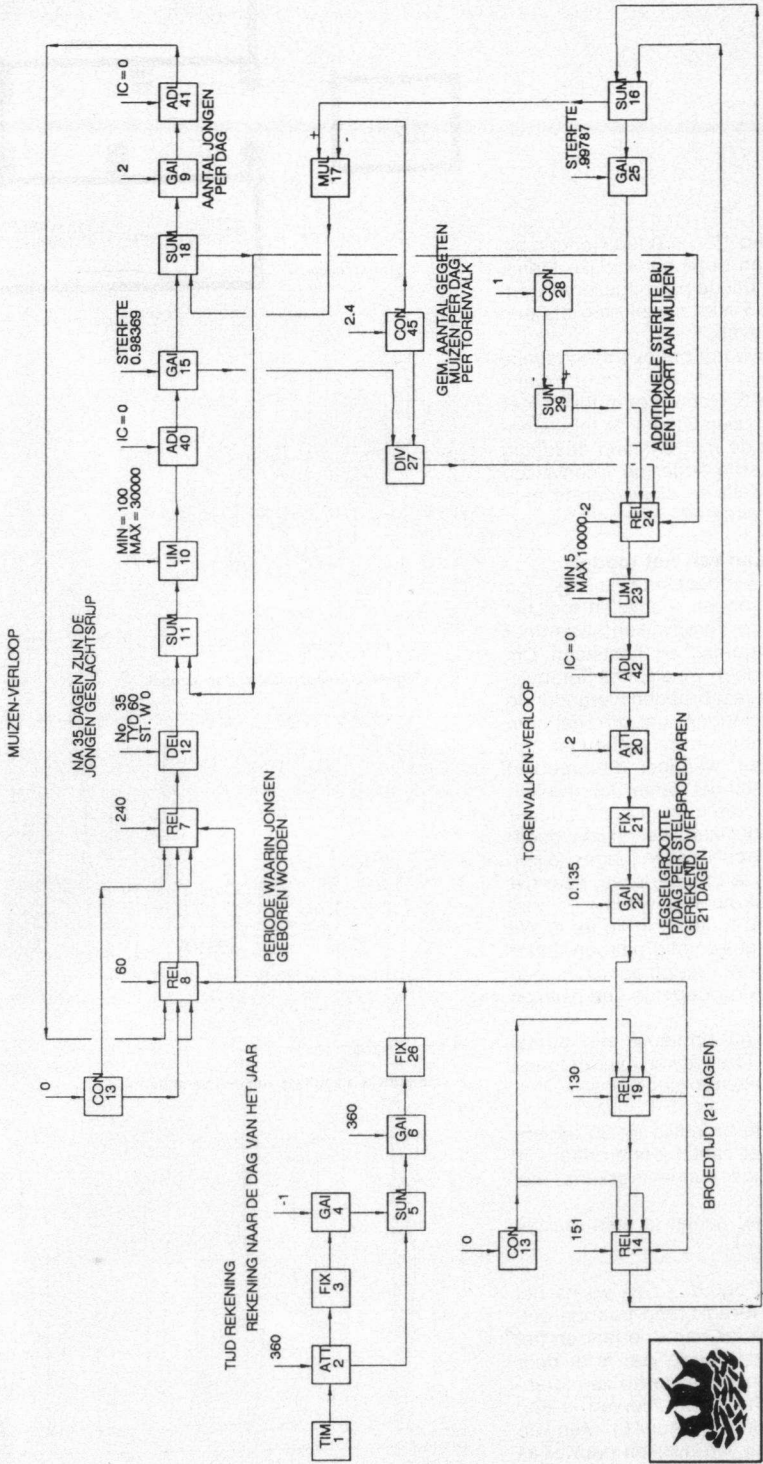 MUIZEN-VERLOOP
0
CON
13
60
REL
8
PERIODE WAARIN JONGEN
GEBOREN WORDEN
240
REL
7
NA 35 DAGEN ZIJN DE
JONGEN GESLACHTSRIJP
No 35
TYD 60
ST. W 0
DEL
12
SUM
11
MIN = 100
MAX = 30000
LIM
10
IC = 0
ADL
40
STERFTE
0.98369
GAI
15
SUM
18
2
GAI
9
AANTAL JONGEN
PER DAG
IC = 0
ADL
41
TIJD REKENING
REKENING NAAR DE DAG VAN HET JAAR
TIM
1
360
ATT
2
FIX
3
-1
GAI
4
SUM
5
360
GAI
6
FIX
26
+
-
MUL
17
2.4
CON
45
GEM. AANTAL GEGETEN
MUIZEN PER DAG
PER TORENVALK
DIV
27
TORENVALKEN-VERLOOP
0
CON
13
151
REL
14
130
REL
19
BROEDTIJD (21 DAGEN)
0.135
GAI
22
LEGSELGROOTTE
P/DAG PER STEL BROEDPAREN
GEREKEND OVER
21 DAGEN
FIX
21
2
ATT
20
IC = 0
ADL
42
MIN 5
MAX 10000-2
LIM
23
REL
24
ADDITIONELE STERFTE BIJ
EEN TEKORT AAN MUIZEN
-
+
SUM
29
1
CON
28
STERFTE
.99787
GAI
25
SUM
16